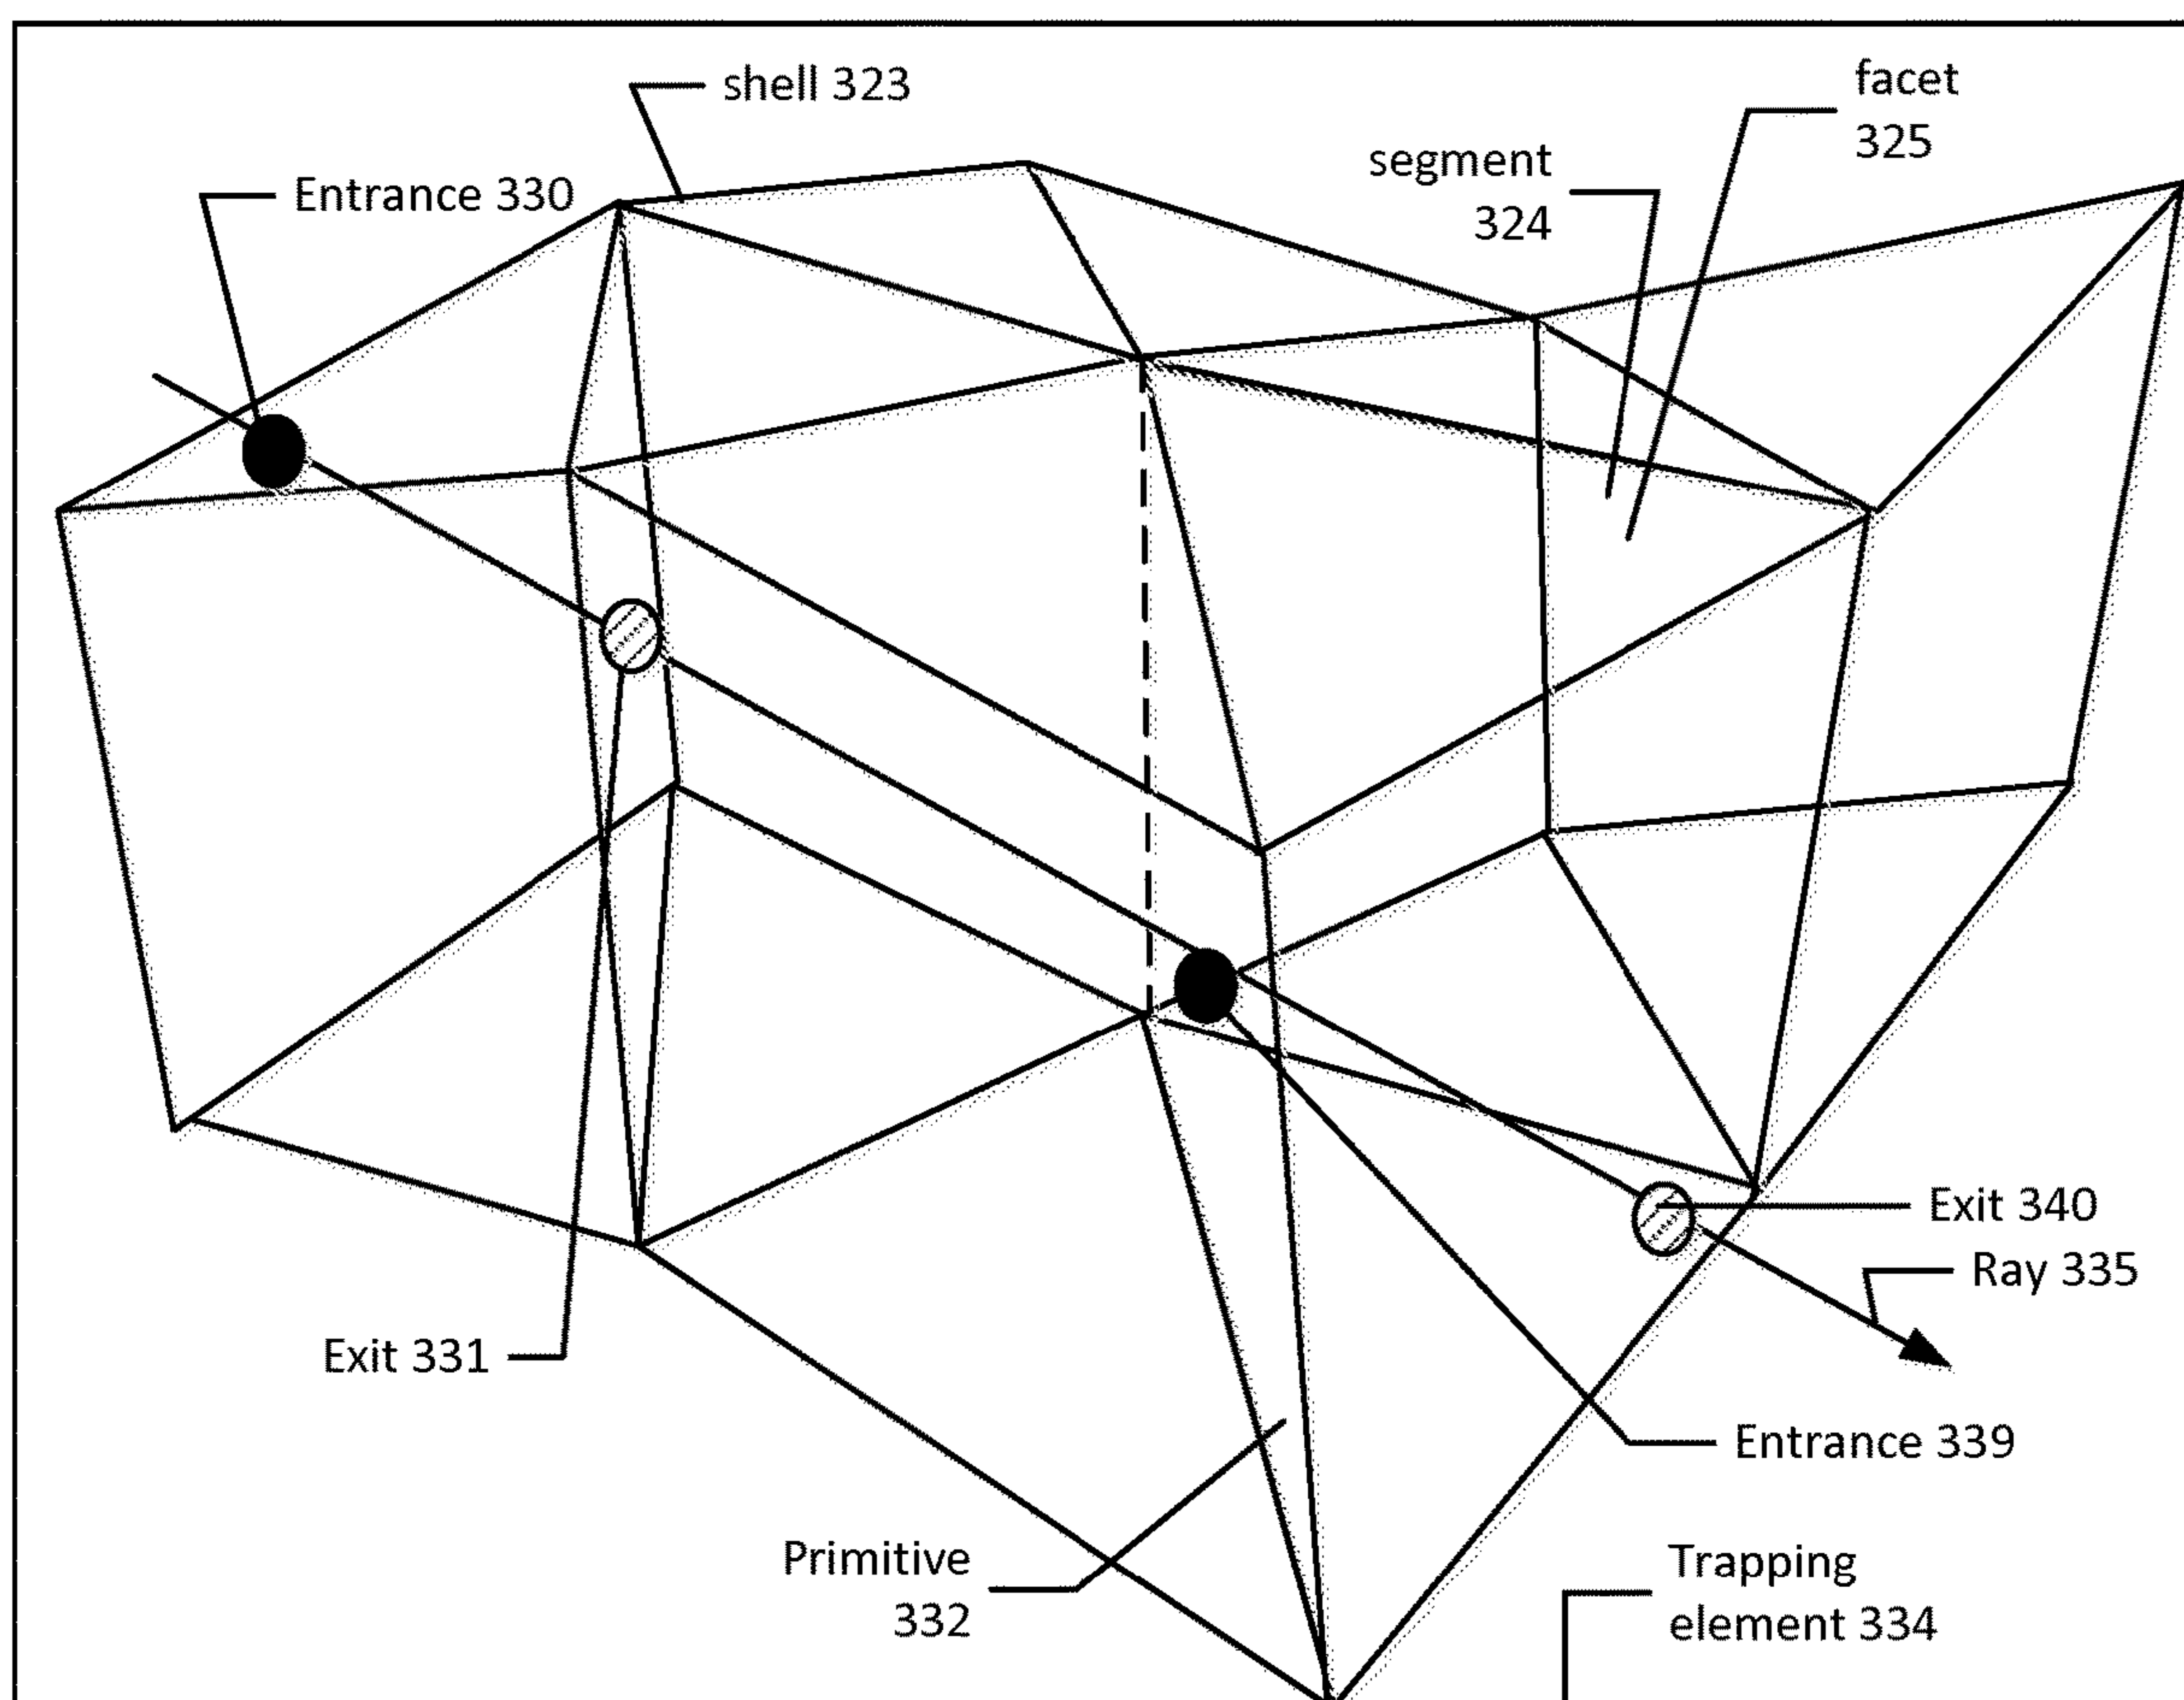 shell 323
facet
325
segment
324
Entrance 330
Exit 340
Ray 335
Exit 331
Entrance 339
Primitive
332
Trapping
element 334